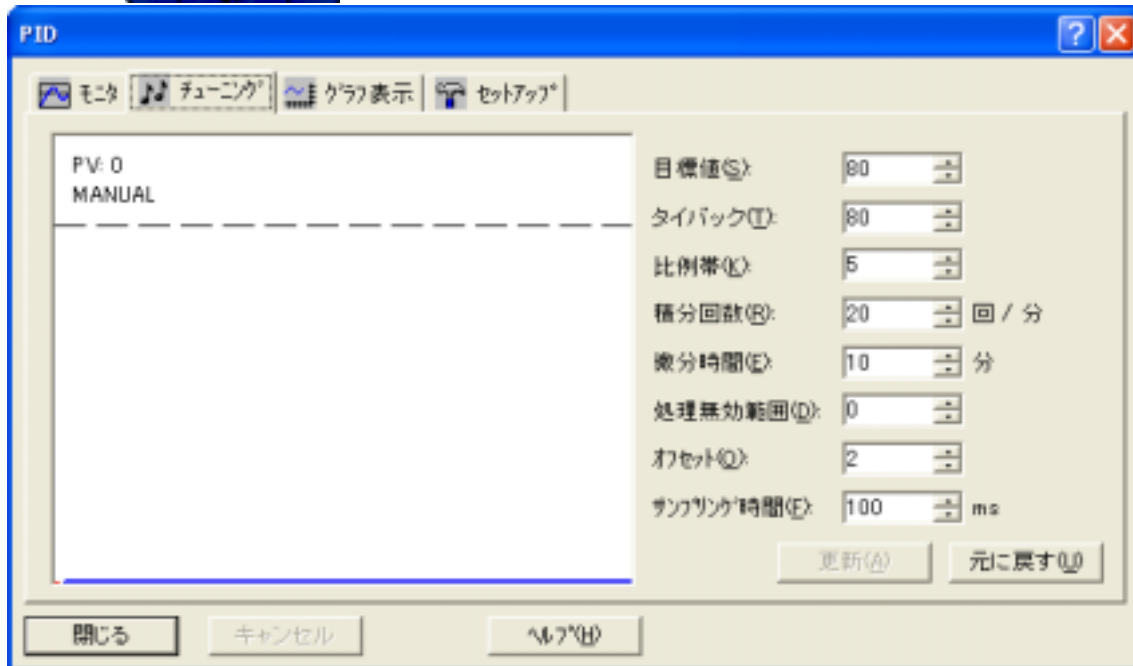 PID
ﾓﾆﾀ ﾁｭｰﾆﾝｸﾞ ｸﾞﾗﾌ表示 ｾｯﾄｱｯﾌﾟ
PV: 0
MANUAL
目標値(S): 80
タイバック(T): 80
比例帯(K): 5
積分回数(R): 20 回 / 分
微分時間(E): 10 分
処理無効範囲(D): 0
ｵﾌｾｯﾄ(O): 2
ｻﾝﾌﾟﾘﾝｸﾞ時間(F): 100 ms
更新(A) 元に戻す(U)
閉じる キャンセル ﾍﾙﾌﾟ(H)